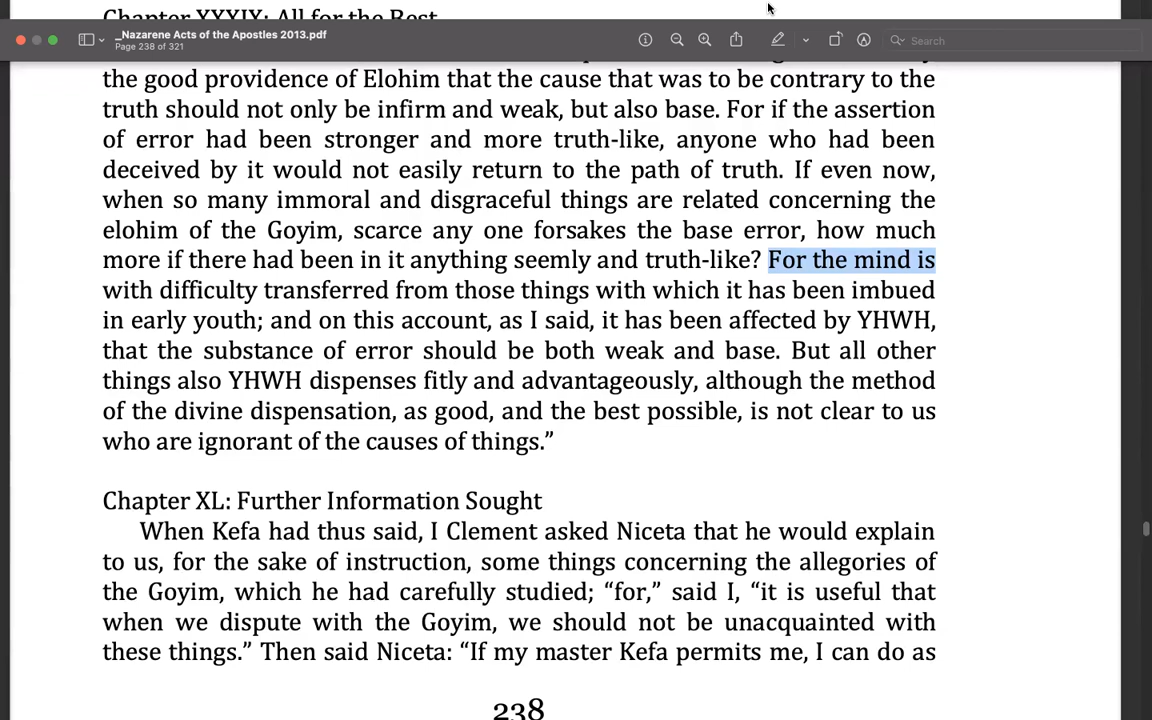 Chapter XXXIX: All for the Best
_Nazarene Acts of the Apostles 2013.pdf
Page 238 of 321
Search
the good providence of Elohim that the cause that was to be contrary to the
truth should not only be infirm and weak, but also base. For if the assertion
of error had been stronger and more truth-like, anyone who had been
deceived by it would not easily return to the path of truth. If even now,
when so many immoral and disgraceful things are related concerning the
elohim of the Goyim, scarce any one forsakes the base error, how much
more if there had been in it anything seemly and truth-like? For the mind is
with difficulty transferred from those things with which it has been imbued
in early youth; and on this account, as I said, it has been affected by YHWH,
that the substance of error should be both weak and base. But all other
things also YHWH dispenses fitly and advantageously, although the method
of the divine dispensation, as good, and the best possible, is not clear to us
who are ignorant of the causes of things.”
Chapter XL: Further Information Sought
When Kefa had thus said, I Clement asked Niceta that he would explain
to us, for the sake of instruction, some things concerning the allegories of
the Goyim, which he had carefully studied; “for,” said I, “it is useful that
when we dispute with the Goyim, we should not be unacquainted with
these things.” Then said Niceta: “If my master Kefa permits me, I can do as
238